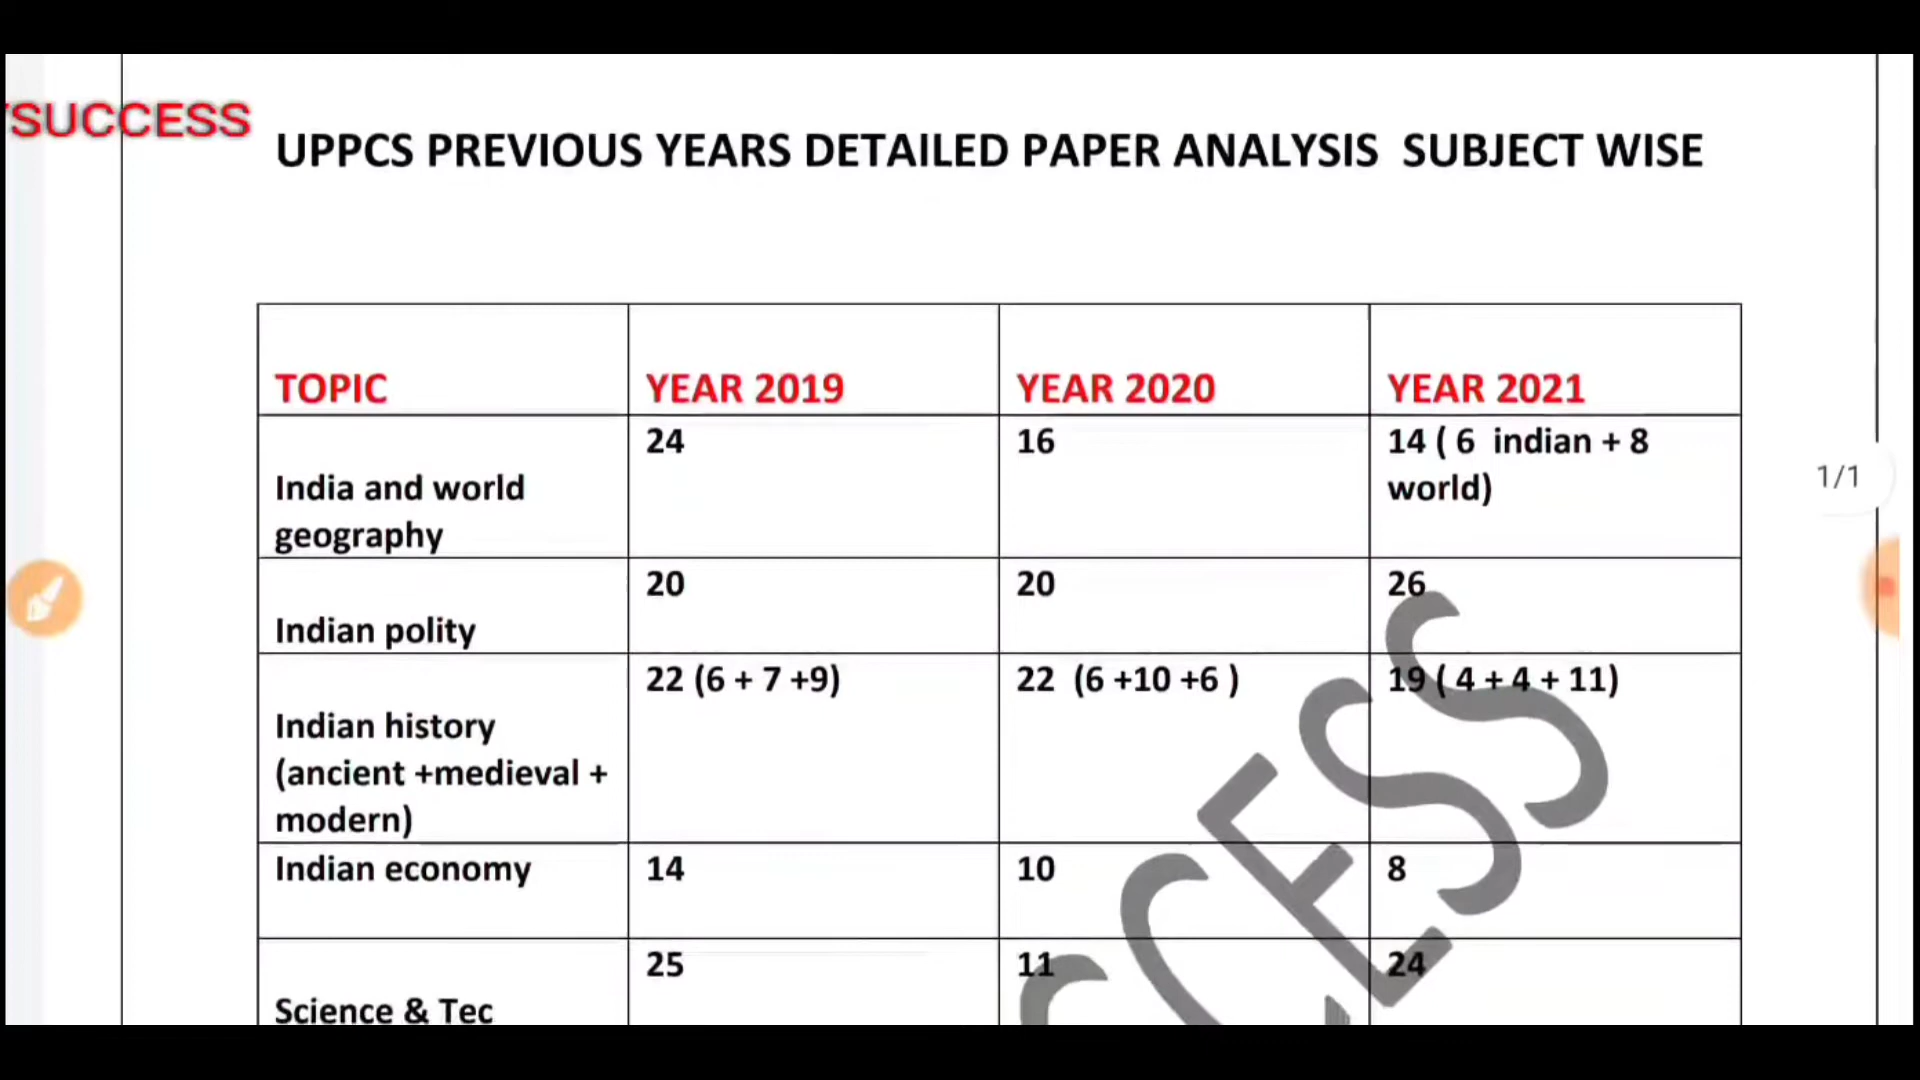 SUCCESS
UPPCS PREVIOUS YEARS DETAILED PAPER ANALYSIS SUBJECT WISE
TOPIC
YEAR 2019
YEAR 2020
YEAR 2021
India and world
geography
24
16
14 ( 6 indian + 8
world)
Indian polity
20
20
26
Indian history
(ancient +medieval +
modern)
22 (6 + 7 +9)
22 (6 +10 +6 )
19 ( 4 + 4 + 11)
Indian economy
14
10
8
Science & Tec
25
11
24
CCESS
1/1